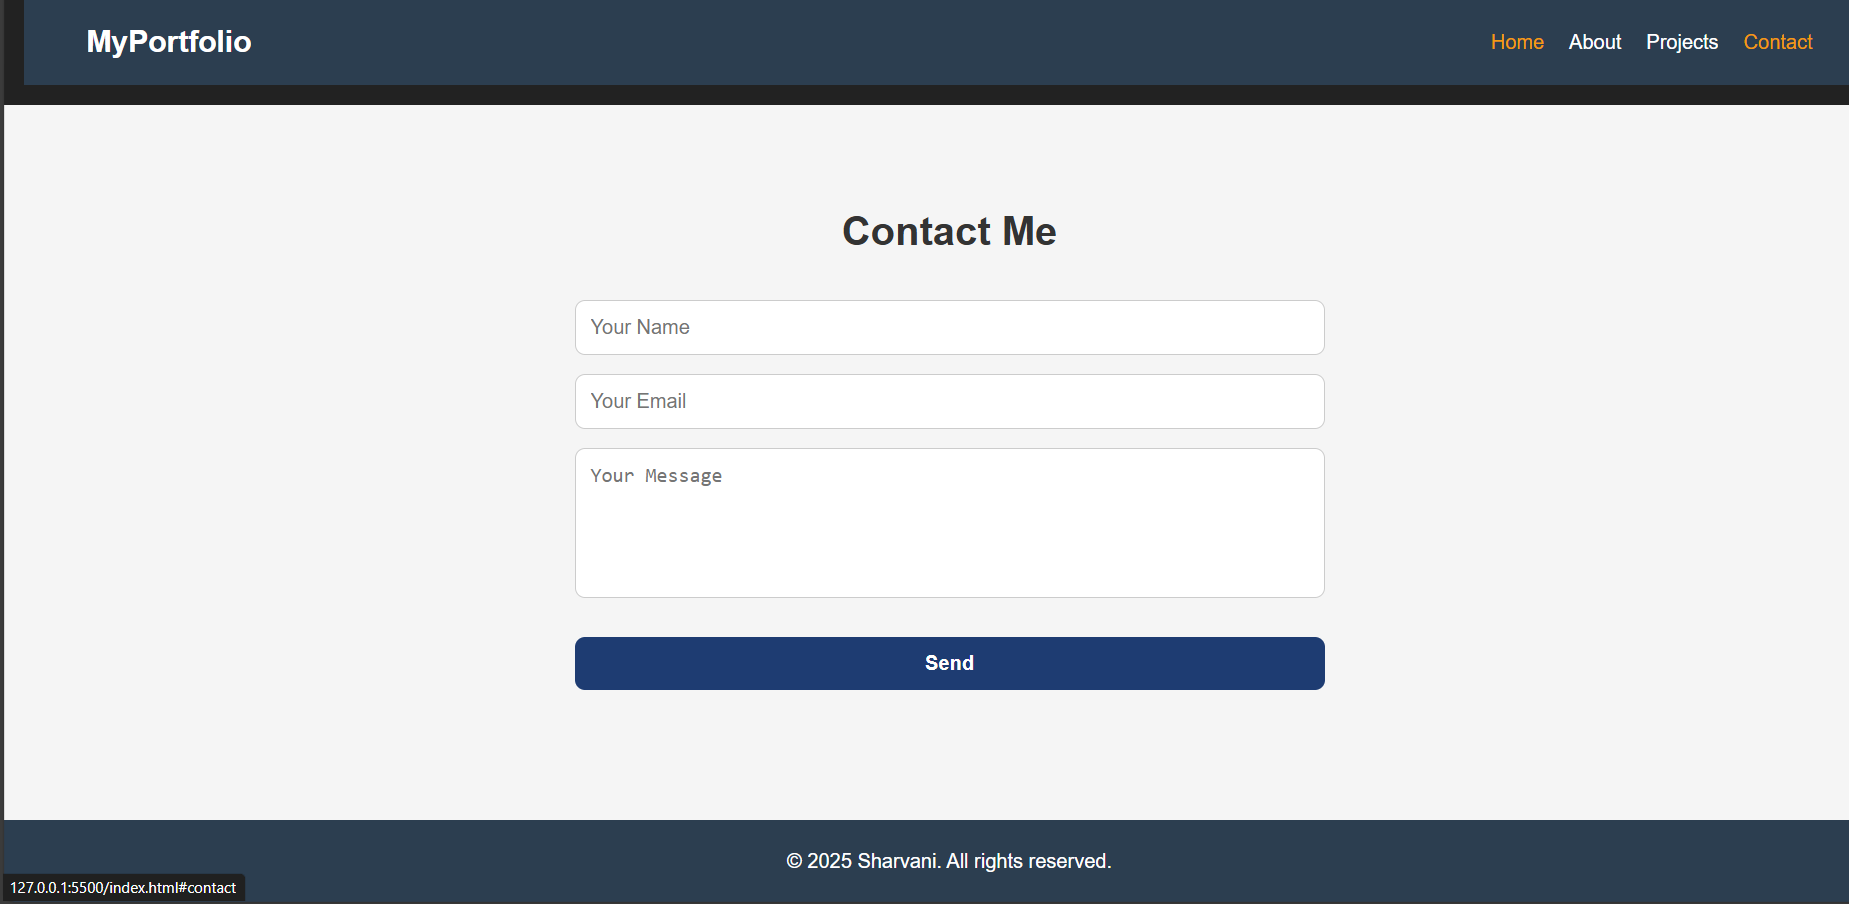 MyPortfolio
Home About Projects Contact
Contact Me
Your Name
Your Email
Your Message
Send
© 2025 Sharvani. All rights reserved.
127.0.0.1:5500/index.html#contact